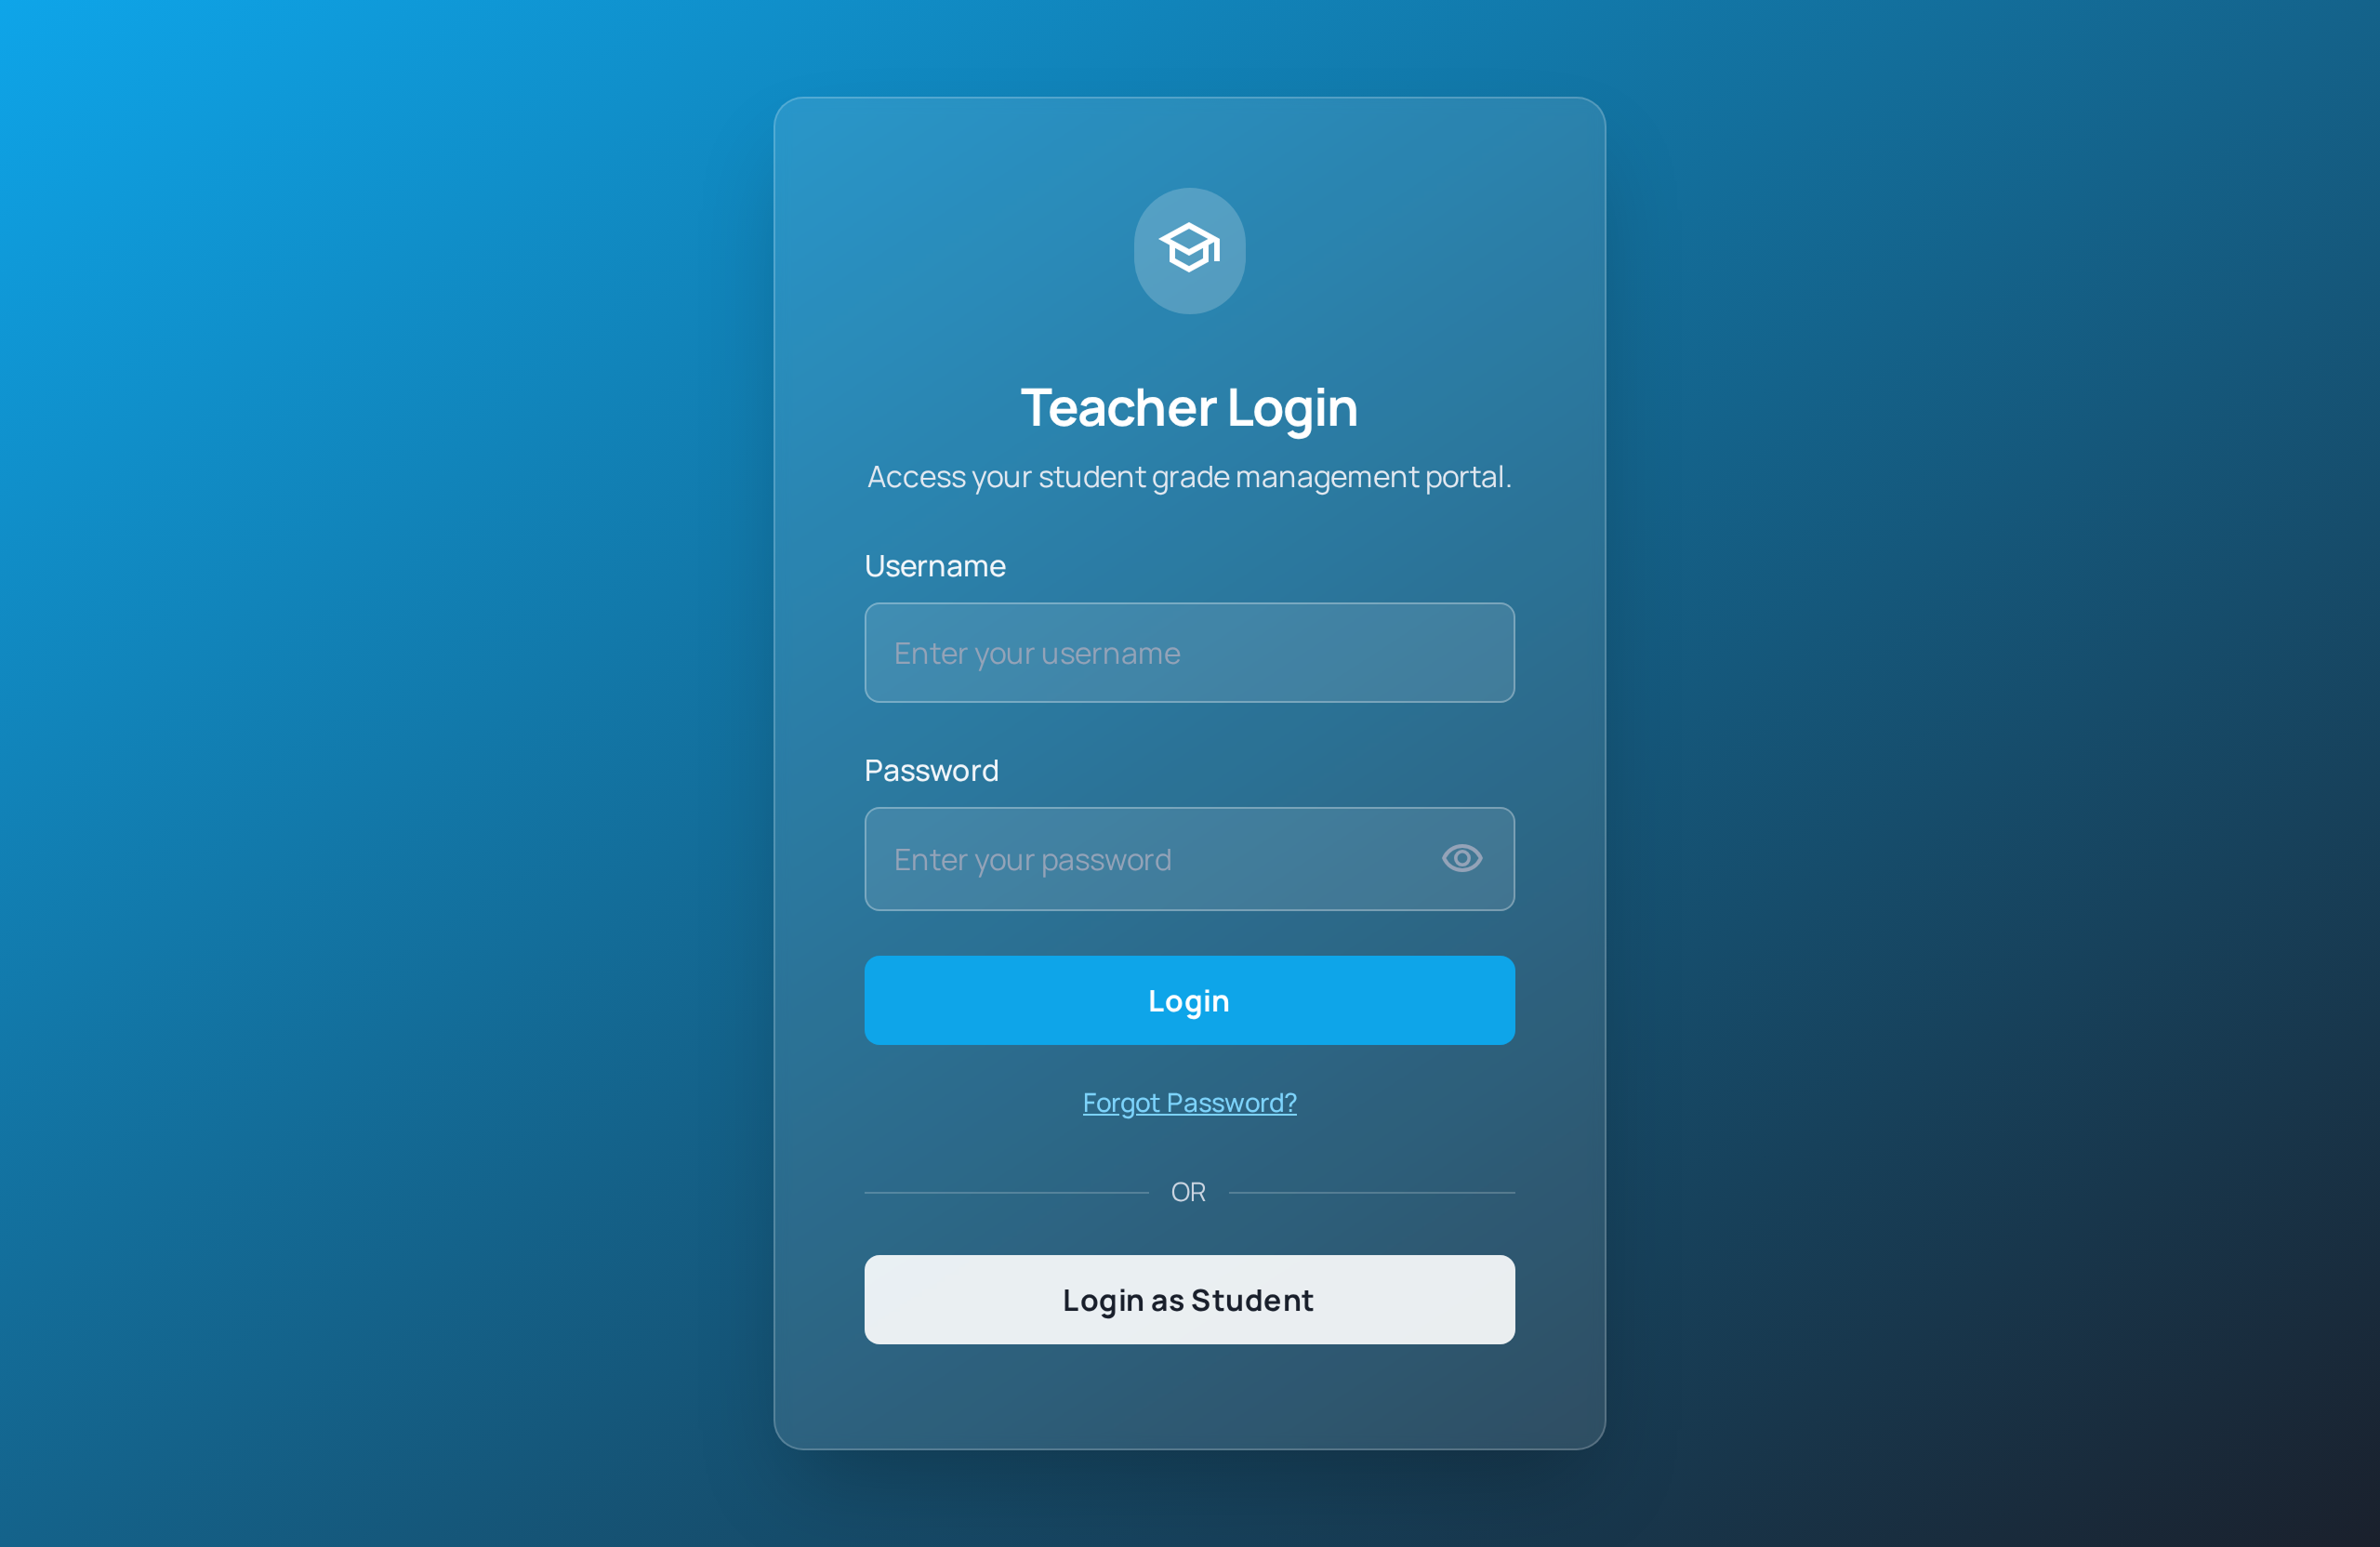 Teacher Login
Access your student grade management portal.
Username
Enter your username
Password
Enter your password
Login
Forgot Password?
OR
Login as Student